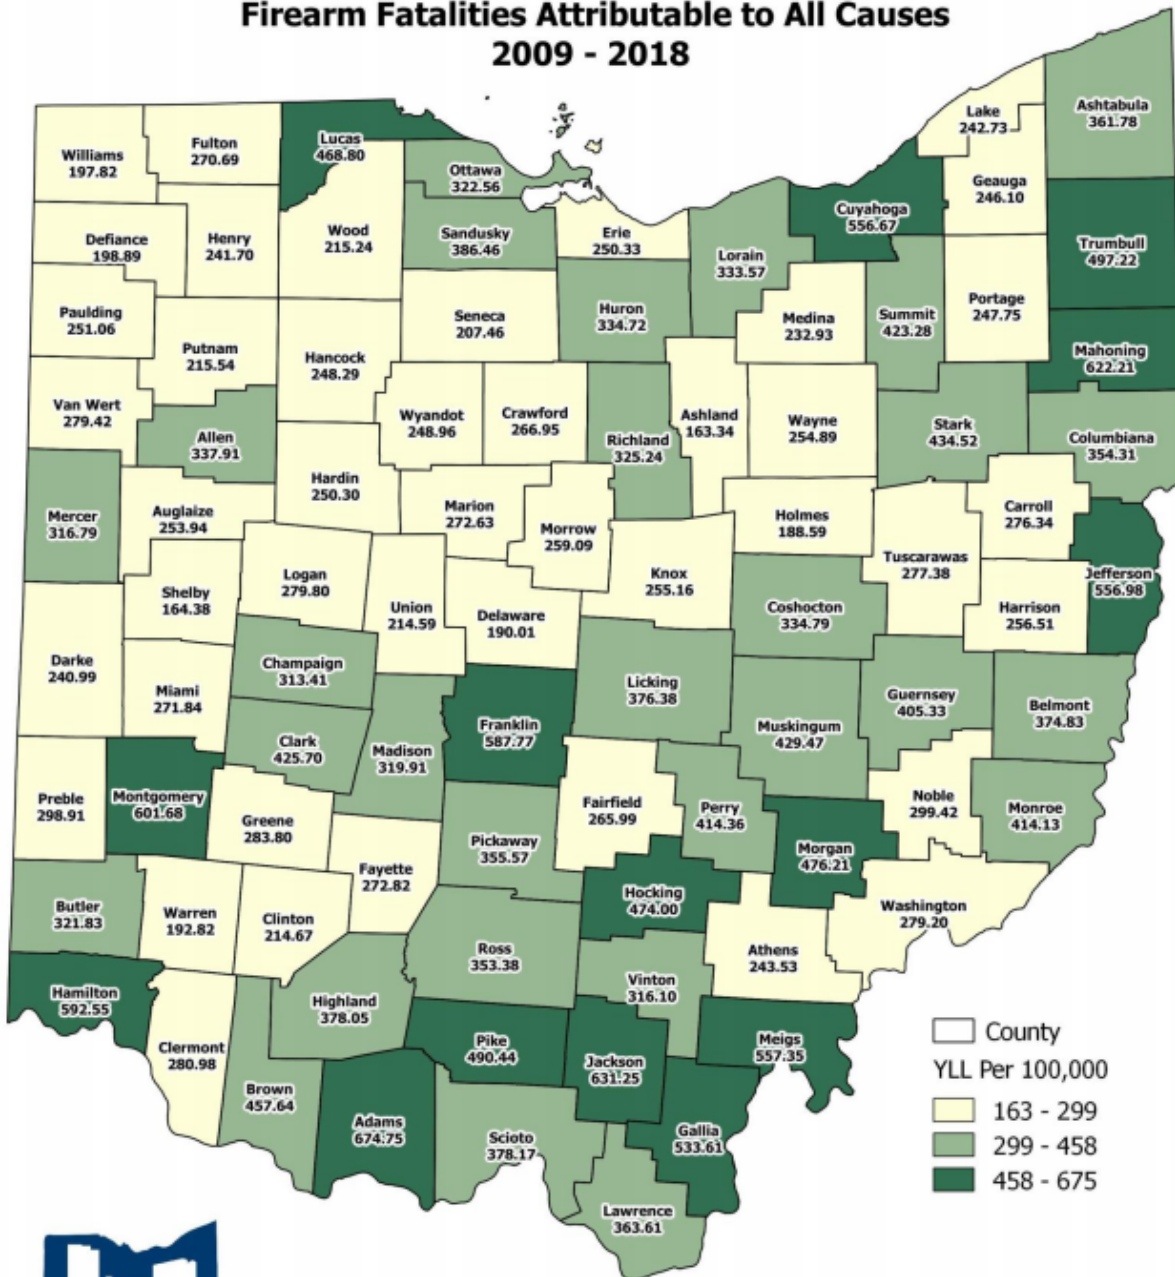 Firearm Fatalities Attributable to All Causes
2009 - 2018
Williams
197.82
Fulton
270.69
Lucas
468.80
Ottawa
322.56
Lake
242.73
Ashtabula
361.78
Geauga
246.10
Cuyahoga
556.67
Defiance
198.89
Henry
241.70
Wood
215.24
Sandusky
386.46
Erie
250.33
Lorain
333.57
Trumbull
497.22
Paulding
251.06
Putnam
215.54
Hancock
248.29
Seneca
207.46
Huron
334.72
Medina
232.93
Summit
423.28
Portage
247.75
Mahoning
622.21
Van Wert
279.42
Allen
337.91
Wyandot
248.96
Crawford
266.95
Richland
325.24
Ashland
163.34
Wayne
254.89
Stark
434.52
Columbiana
354.31
Mercer
316.79
Auglaize
253.94
Hardin
250.30
Marion
272.63
Morrow
259.09
Holmes
188.59
Tuscarawas
277.38
Carroll
276.34
Jefferson
556.98
Shelby
164.38
Logan
279.80
Union
214.59
Delaware
190.01
Knox
255.16
Coshocton
334.79
Harrison
256.51
Darke
240.99
Miami
271.84
Champaign
313.41
Licking
376.38
Guernsey
405.33
Belmont
374.83
Clark
425.70
Madison
319.91
Franklin
587.77
Muskingum
429.47
Preble
298.91
Montgomery
601.68
Greene
283.80
Fairfield
265.99
Perry
414.36
Noble
299.42
Monroe
414.13
Pickaway
355.57
Morgan
476.21
Fayette
272.82
Hocking
474.00
Butler
321.83
Warren
192.82
Clinton
214.67
Washington
279.20
Ross
353.38
Athens
243.53
Vinton
316.10
Hamilton
592.55
Highland
378.05
Clermont
280.98
Pike
490.44
Jackson
631.25
Meigs
557.35
Brown
457.64
Adams
674.75
Scioto
378.17
Gallia
533.61
Lawrence
363.61
County
YLL Per 100,000
163 - 299
299 - 458
458 - 675